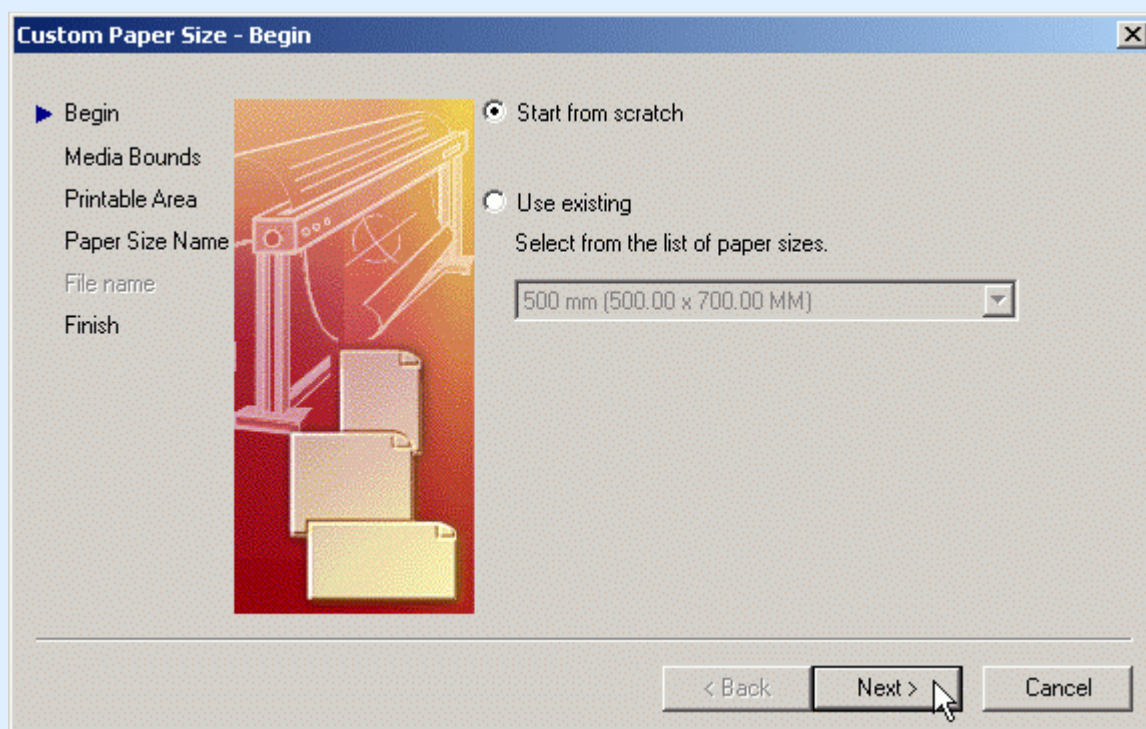 Custom Paper Size - Begin
Begin
Media Bounds
Printable Area
Paper Size Name
File name
Finish
Start from scratch
Use existing
Select from the list of paper sizes.
500 mm (500.00 x 700.00 MM)
< Back
Next >
Cancel